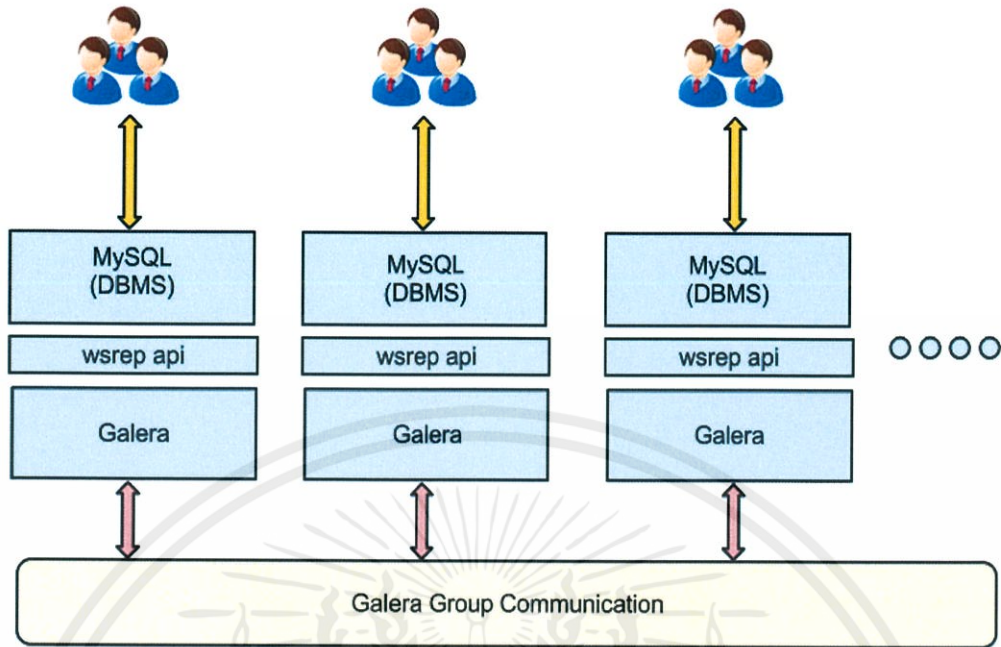 MySQL
(DBMS)
wsrep api
Galera
MySQL
(DBMS)
wsrep api
Galera
MySQL
(DBMS)
wsrep api
Galera
Galera Group Communication